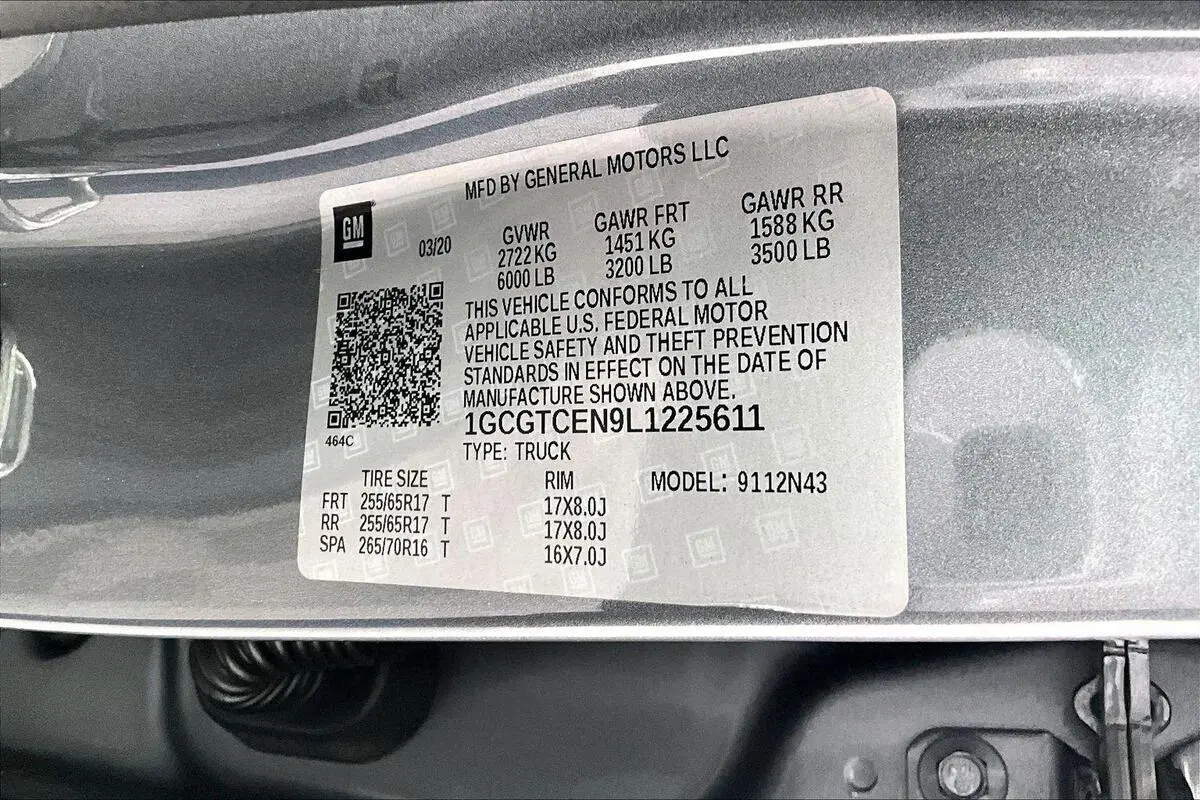 MFD BY GENERAL MOTORS LLC
GM
03/20
GVWR GAWR FRT GAWR RR
2722 KG 1451 KG 1588 KG
6000 LB 3200 LB 3500 LB
THIS VEHICLE CONFORMS TO ALL
APPLICABLE U.S. FEDERAL MOTOR
VEHICLE SAFETY AND THEFT PREVENTION
STANDARDS IN EFFECT ON THE DATE OF
MANUFACTURE SHOWN ABOVE.
1GCGTCEN9L1225611
464C
TYPE: TRUCK
TIRE SIZE RIM MODEL: 9112N43
FRT 255/65R17 T 17X8.0J
RR 255/65R17 T 17X8.0J
SPA 265/70R16 T 16X7.0J